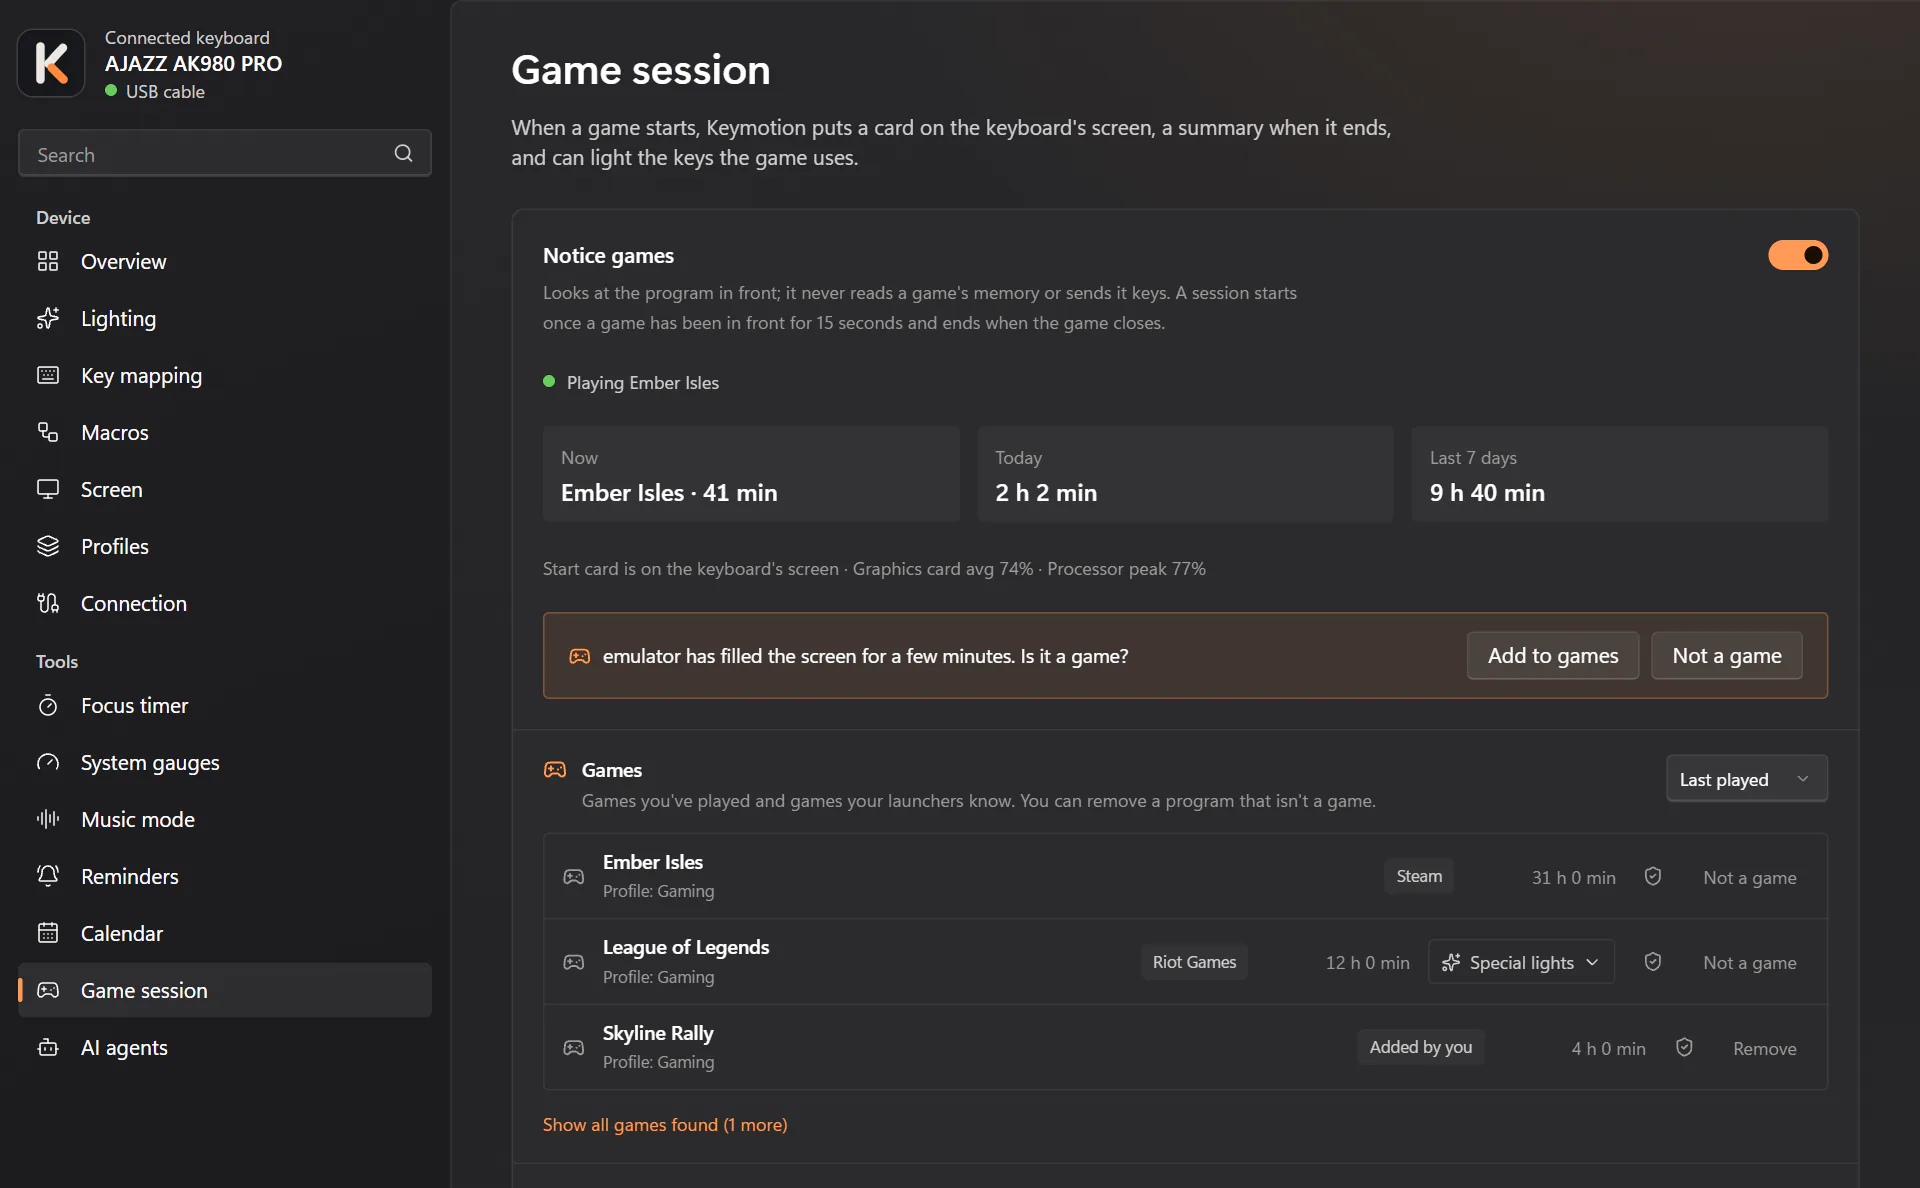 Connected keyboard
AJAZZ AK980 PRO
USB cable
Search
Device
Overview
Lighting
Key mapping
Macros
Screen
Profiles
Connection
Tools
Focus timer
System gauges
Music mode
Reminders
Calendar
Game session
AI agents
Game session
When a game starts, Keymotion puts a card on the keyboard's screen, a summary when it ends,
and can light the keys the game uses.
Notice games
Looks at the program in front; it never reads a game's memory or sends it keys. A session starts
once a game has been in front for 15 seconds and ends when the game closes.
Playing Ember Isles
Now
Ember Isles · 41 min
Today
2 h 2 min
Last 7 days
9 h 40 min
Start card is on the keyboard's screen · Graphics card avg 74% · Processor peak 77%
emulator has filled the screen for a few minutes. Is it a game?
Add to games
Not a game
Games
Games you've played and games your launchers know. You can remove a program that isn't a game.
Last played
Ember Isles
Profile: Gaming
Steam
31 h 0 min
Not a game
League of Legends
Profile: Gaming
Riot Games
12 h 0 min
Special lights
Not a game
Skyline Rally
Profile: Gaming
Added by you
4 h 0 min
Remove
Show all games found (1 more)